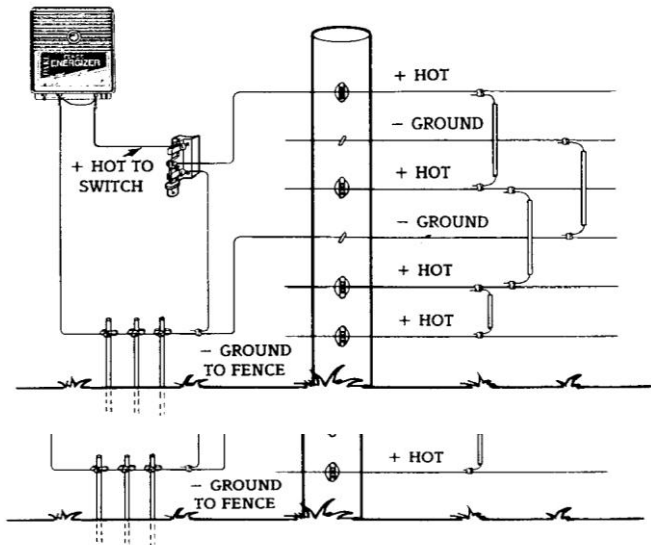 ENERGIZER
+ HOT
− GROUND
+ HOT TO
SWITCH
+ HOT
− GROUND
+ HOT
+ HOT
− GROUND
TO FENCE
+ HOT
− GROUND
TO FENCE